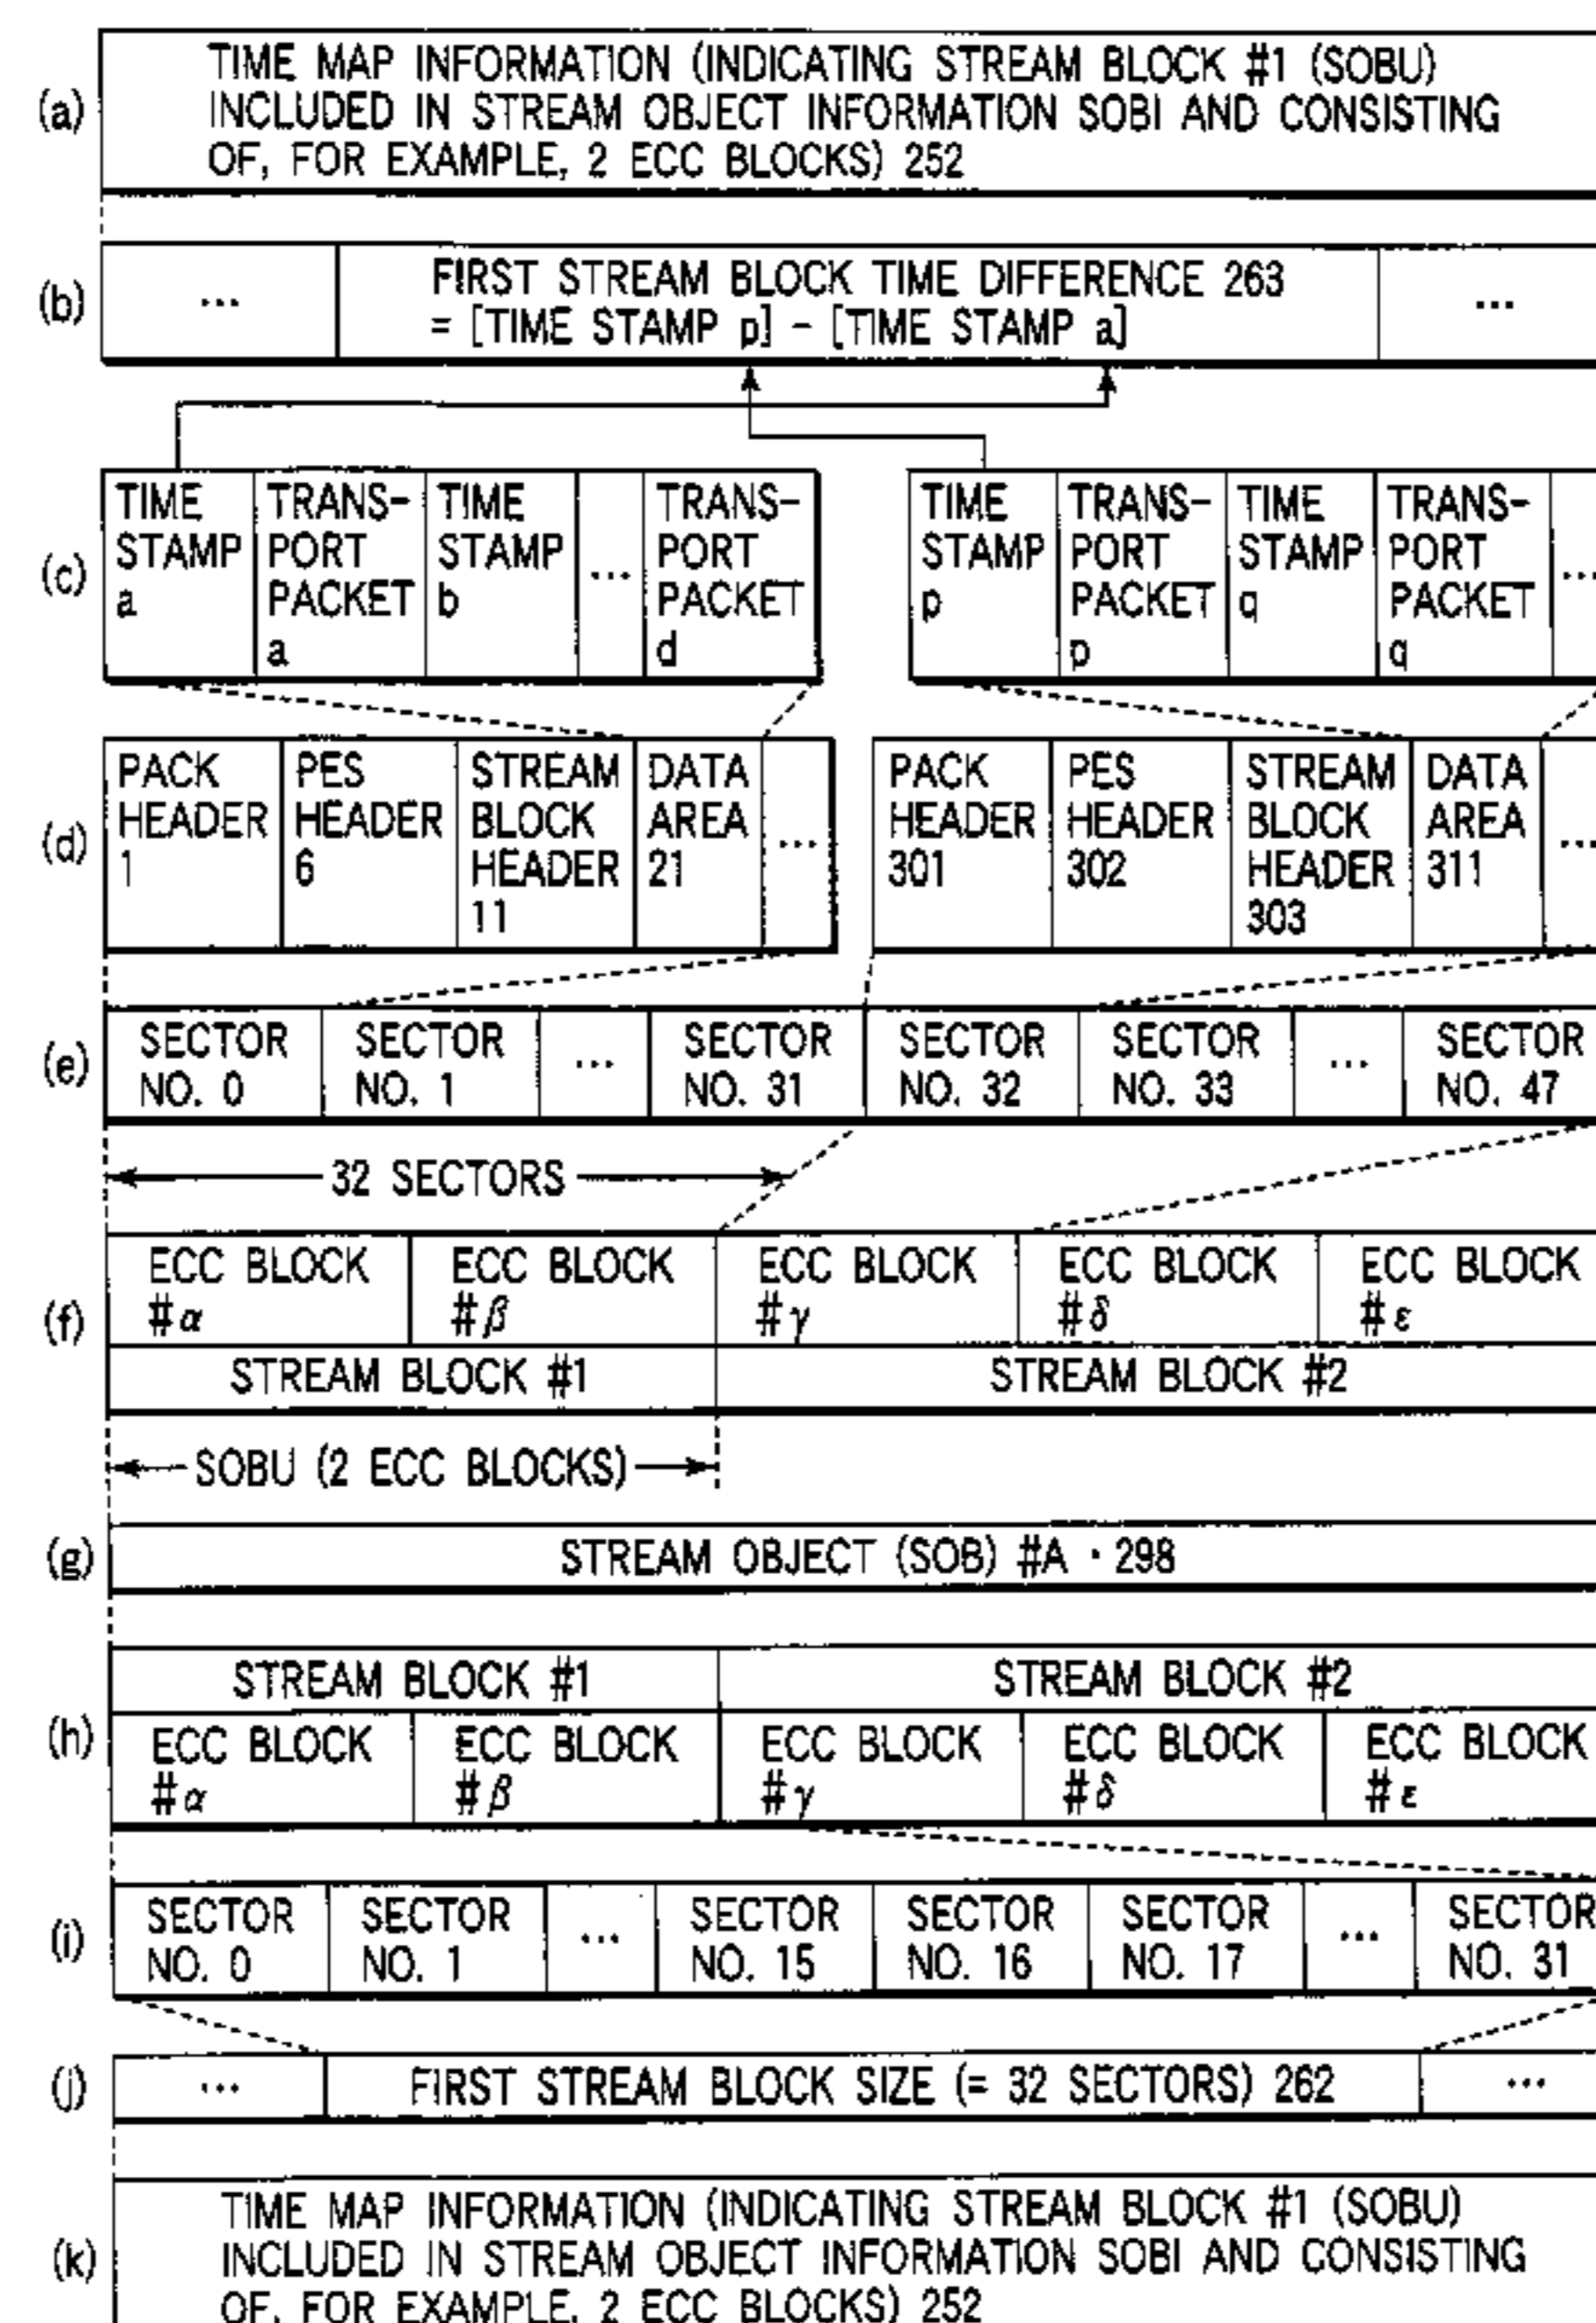 (a) TIME MAP INFORMATION (INDICATING STREAM BLOCK #1 (SOBU)
INCLUDED IN STREAM OBJECT INFORMATION SOBI AND CONSISTING
OF, FOR EXAMPLE, 2 ECC BLOCKS) 252
(b) ... FIRST STREAM BLOCK TIME DIFFERENCE 263 ...
= [TIME STAMP p] - [TIME STAMP a]
(c) TIME STAMP a TRANS-PORT PACKET a TIME STAMP b ... TRANS-PORT PACKET d TIME STAMP p TRANS-PORT PACKET p TIME STAMP q TRANS-PORT PACKET q ...
(d) PACK HEADER 1 PES HEADER 6 STREAM BLOCK HEADER 11 DATA AREA 21 ... PACK HEADER 301 PES HEADER 302 STREAM BLOCK HEADER 303 DATA AREA 311 ...
(e) SECTOR NO. 0 SECTOR NO. 1 ... SECTOR NO. 31 SECTOR NO. 32 SECTOR NO. 33 ... SECTOR NO. 47
32 SECTORS
(f) ECC BLOCK #α ECC BLOCK #β ECC BLOCK #γ ECC BLOCK #δ ECC BLOCK #ε
STREAM BLOCK #1 STREAM BLOCK #2
SOBU (2 ECC BLOCKS)
(g) STREAM OBJECT (SOB) #A · 298
(h) STREAM BLOCK #1 STREAM BLOCK #2
ECC BLOCK #α ECC BLOCK #β ECC BLOCK #γ ECC BLOCK #δ ECC BLOCK #ε
(i) SECTOR NO. 0 SECTOR NO. 1 ... SECTOR NO. 15 SECTOR NO. 16 SECTOR NO. 17 ... SECTOR NO. 31
(j) ... FIRST STREAM BLOCK SIZE (= 32 SECTORS) 262 ...
(k) TIME MAP INFORMATION (INDICATING STREAM BLOCK #1 (SOBU)
INCLUDED IN STREAM OBJECT INFORMATION SOBI AND CONSISTING
OF, FOR EXAMPLE, 2 ECC BLOCKS) 252